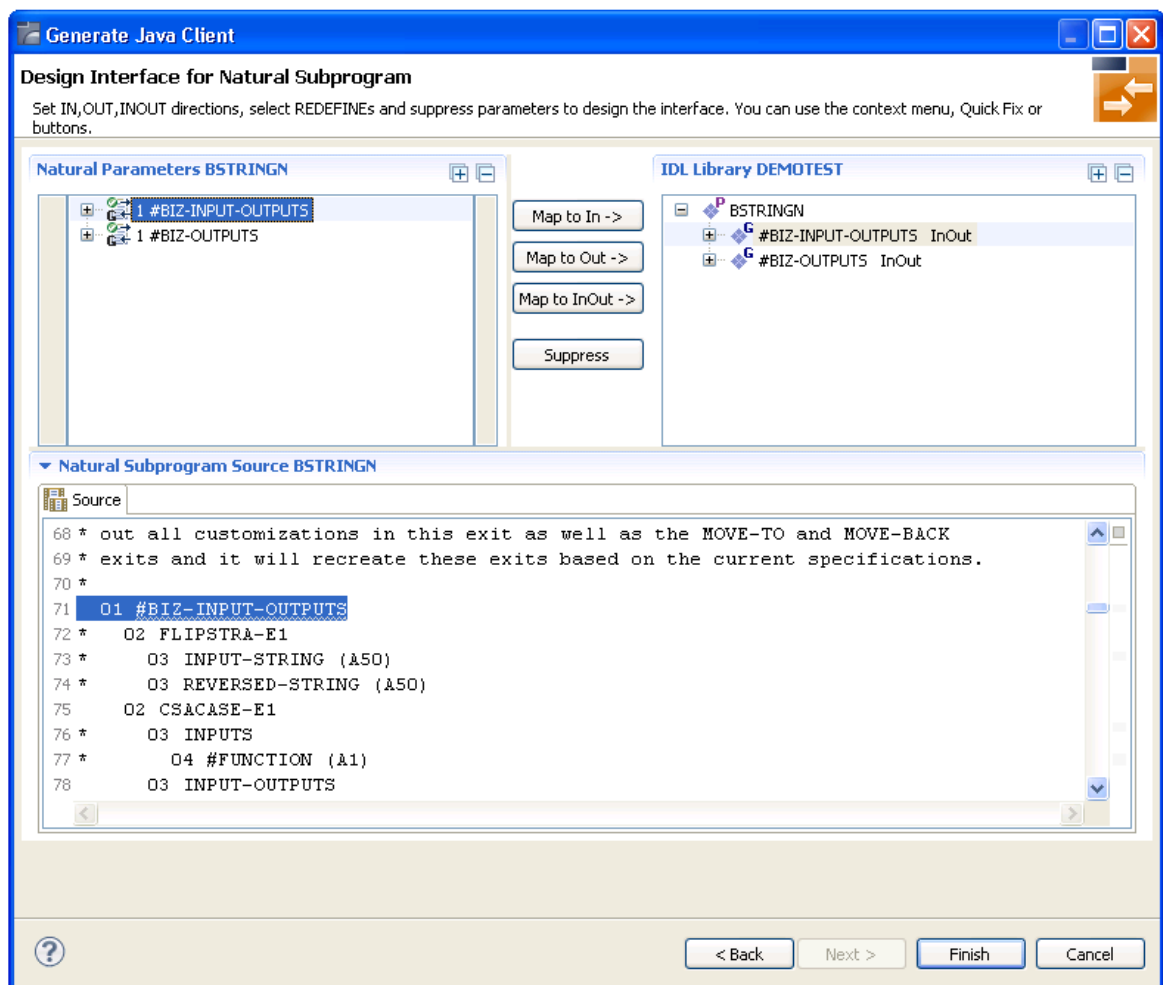 Generate Java Client
Design Interface for Natural Subprogram
Set IN,OUT,INOUT directions, select REDEFINEs and suppress parameters to design the interface. You can use the context menu, Quick Fix or
buttons.
Natural Parameters BSTRINGN
1 #BIZ-INPUT-OUTPUTS
1 #BIZ-OUTPUTS
Map to In ->
Map to Out ->
Map to InOut ->
Suppress
IDL Library DEMOTEST
BSTRINGN
#BIZ-INPUT-OUTPUTS InOut
#BIZ-OUTPUTS InOut
Natural Subprogram Source BSTRINGN
Source
68 * out all customizations in this exit as well as the MOVE-TO and MOVE-BACK
69 * exits and it will recreate these exits based on the current specifications.
70 *
71 01 #BIZ-INPUT-OUTPUTS
72 * 02 FLIPSTRA-E1
73 * 03 INPUT-STRING (A50)
74 * 03 REVERSED-STRING (A50)
75 02 CSACASE-E1
76 * 03 INPUTS
77 * 04 #FUNCTION (A1)
78 03 INPUT-OUTPUTS
< Back
Next >
Finish
Cancel